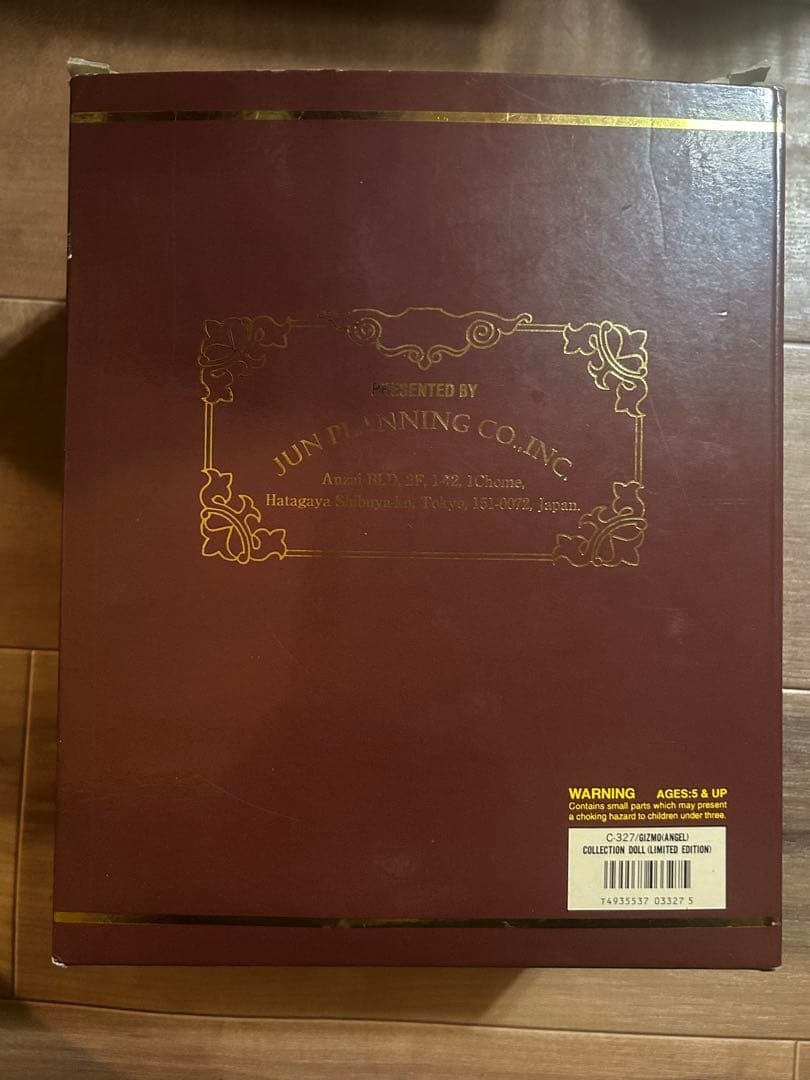 PRESENTED BY
JUN PLANNING CO.,INC.
Anzai BLD, 2F, 1-42, 1Chome,
Hatagaya Shibuya-ku, Tokyo, 151-0072, Japan.
WARNING AGES:5 & UP
Contains small parts which may present
a choking hazard to children under three.
C-327/GIZMO(ANGEL)
COLLECTION DOLL (LIMITED EDITION)
T4935537 03327 5